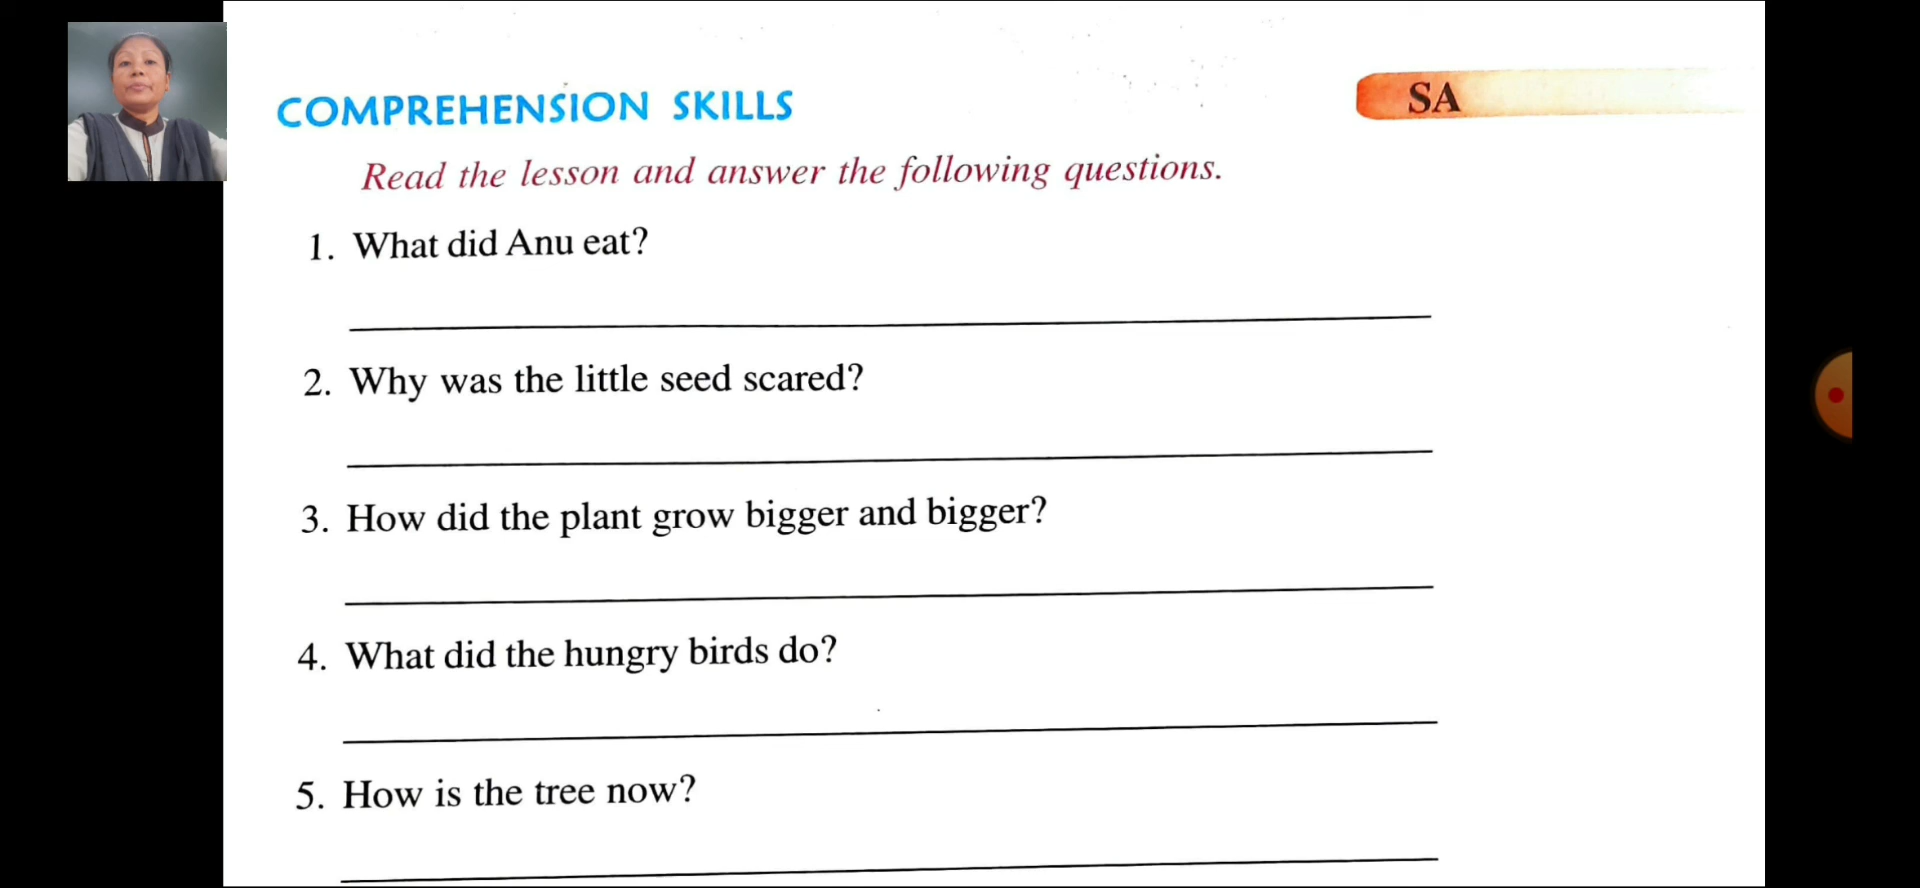 COMPREHENSION SKILLS
SA
Read the lesson and answer the following questions.
1. What did Anu eat?
2. Why was the little seed scared?
3. How did the plant grow bigger and bigger?
4. What did the hungry birds do?
5. How is the tree now?